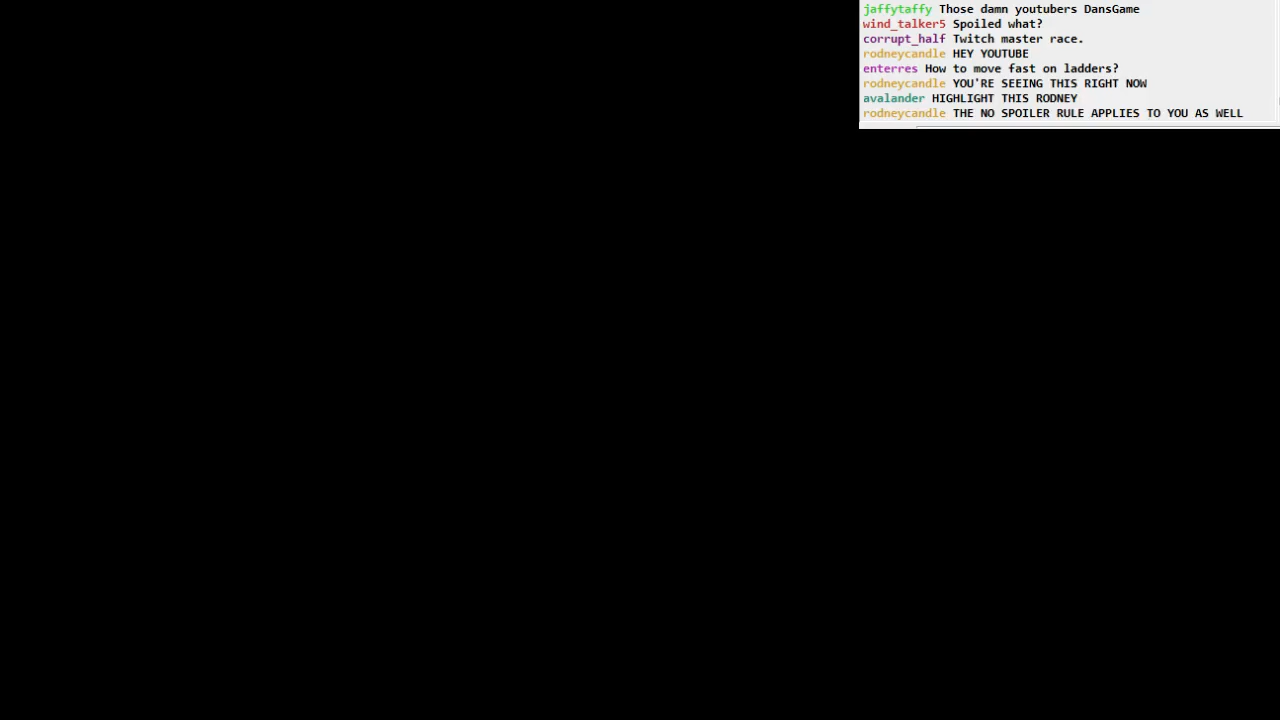 jaffytaffy Those damn youtubers DansGame
wind_talker5 Spoiled what?
corrupt_half Twitch master race.
rodneycandle HEY YOUTUBE
enterres How to move fast on ladders?
rodneycandle YOU'RE SEEING THIS RIGHT NOW
avalander HIGHLIGHT THIS RODNEY
rodneycandle THE NO SPOILER RULE APPLIES TO YOU AS WELL